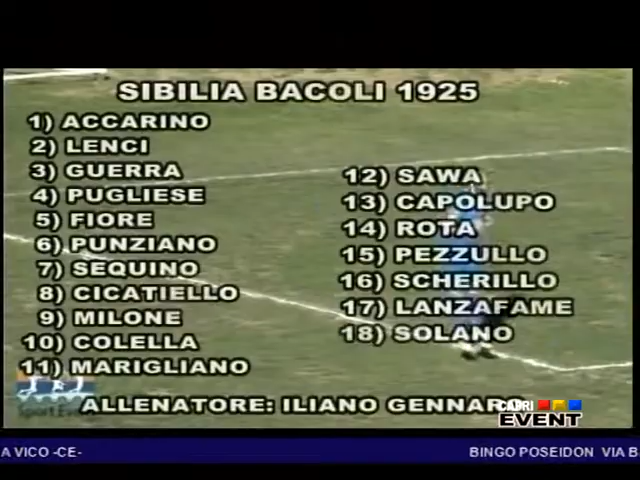 SIBILIA BACOLI 1925
1) ACCARINO
2) LENCI
3) GUERRA
4) PUGLIESE
5) FIORE
6) PUNZIANO
7) SEQUINO
8) CICATIELLO
9) MILONE
10) COLELLA
11) MARIGLIANO
12) SAWA
13) CAPOLUPO
14) ROTA
15) PEZZULLO
16) SCHERILLO
17) LANZAFAME
18) SOLANO
ALLENATORE: ILIANO
CAPRI
EVENT
A VICO -CE-
BINGO POSEIDON VIA B